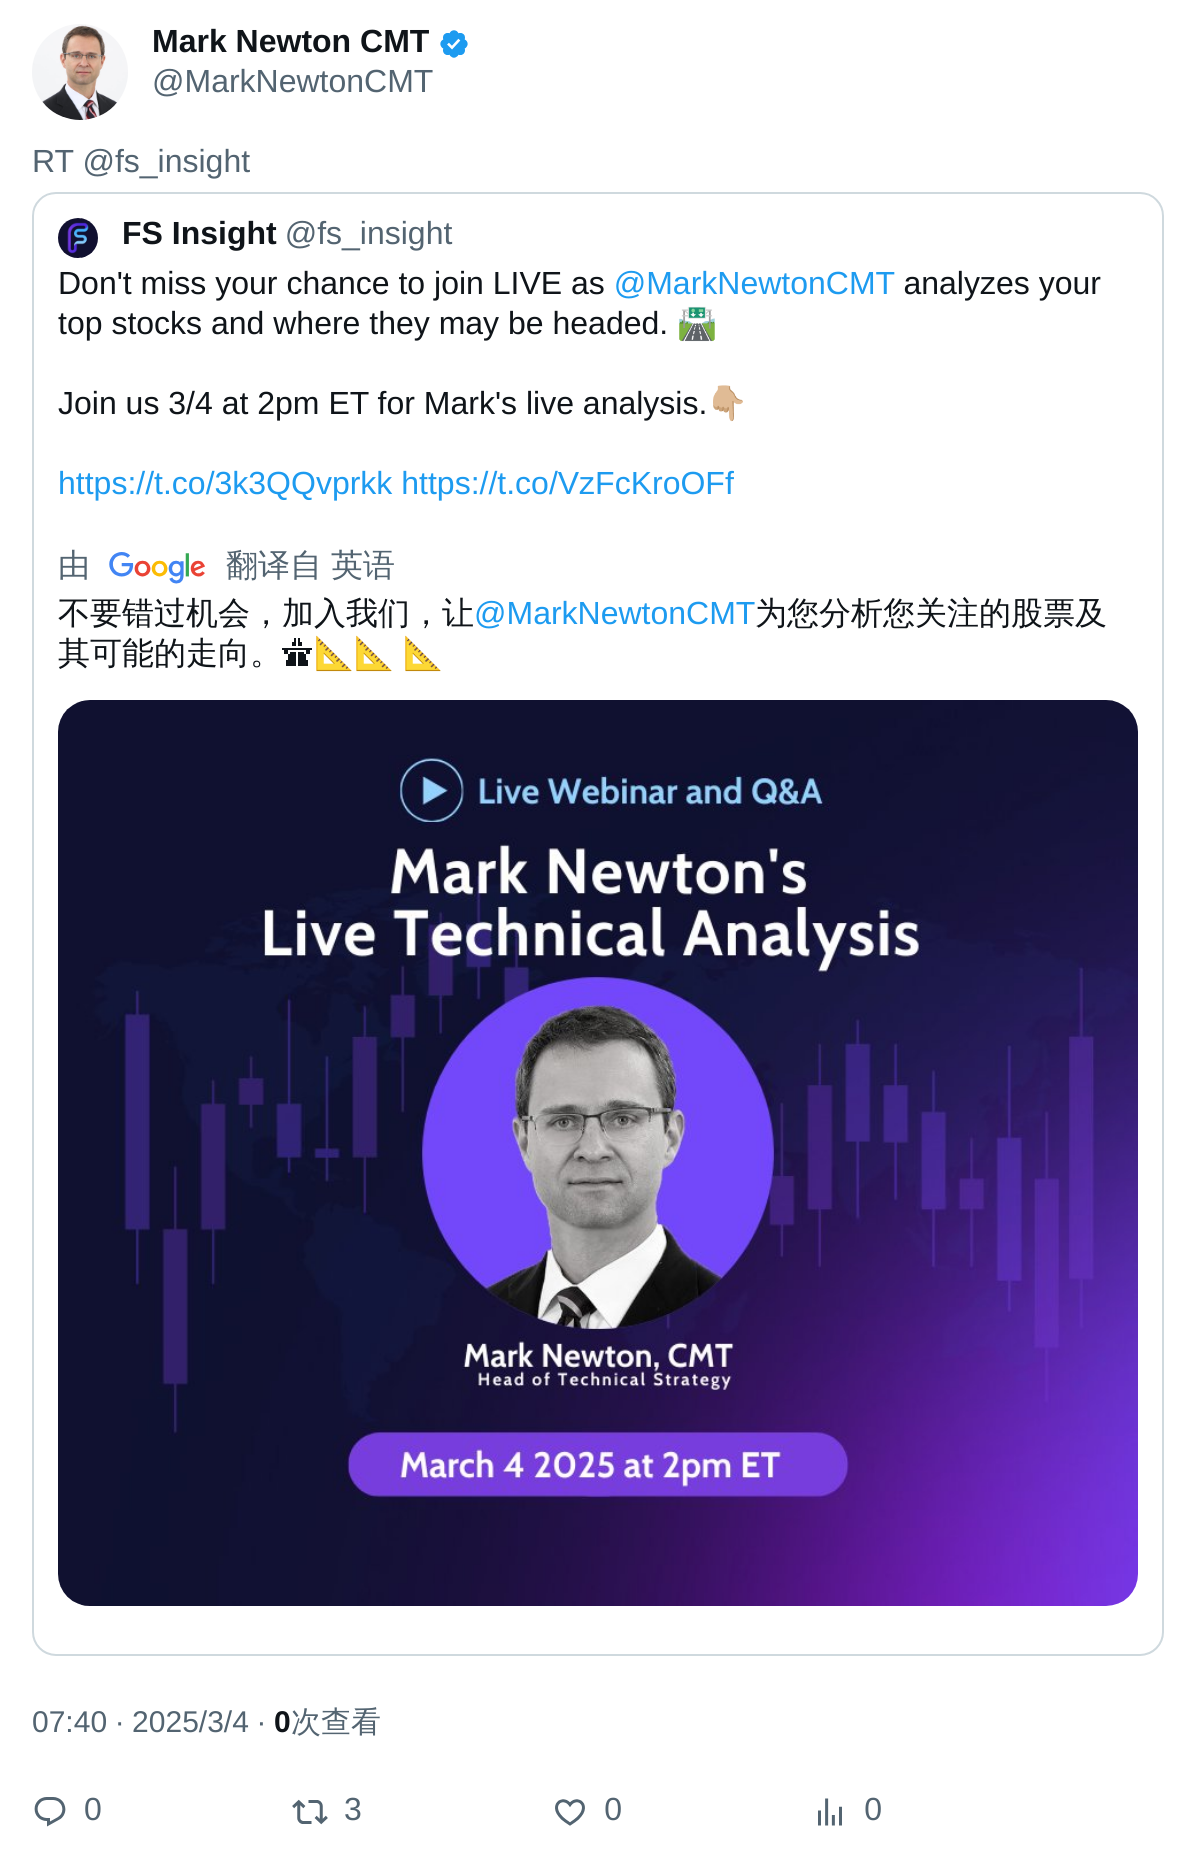 Mark Newton CMT
@MarkNewtonCMT
RT @fs_insight
FS Insight @fs_insight
Don't miss your chance to join LIVE as @MarkNewtonCMT analyzes your
top stocks and where they may be headed. 🛣️
Join us 3/4 at 2pm ET for Mark's live analysis.👇🏼
https://t.co/3k3QQvprkk https://t.co/VzFcKroOFf
由 Google 翻译自 英语
不要错过机会，加入我们，让@MarkNewtonCMT为您分析您关注的股票及
其可能的走向。🛣📐📐 📐
Live Webinar and Q&A
Mark Newton's
Live Technical Analysis
Mark Newton, CMT
Head of Technical Strategy
March 4 2025 at 2pm ET
07:40 · 2025/3/4 · 0次查看
0 3 0 0